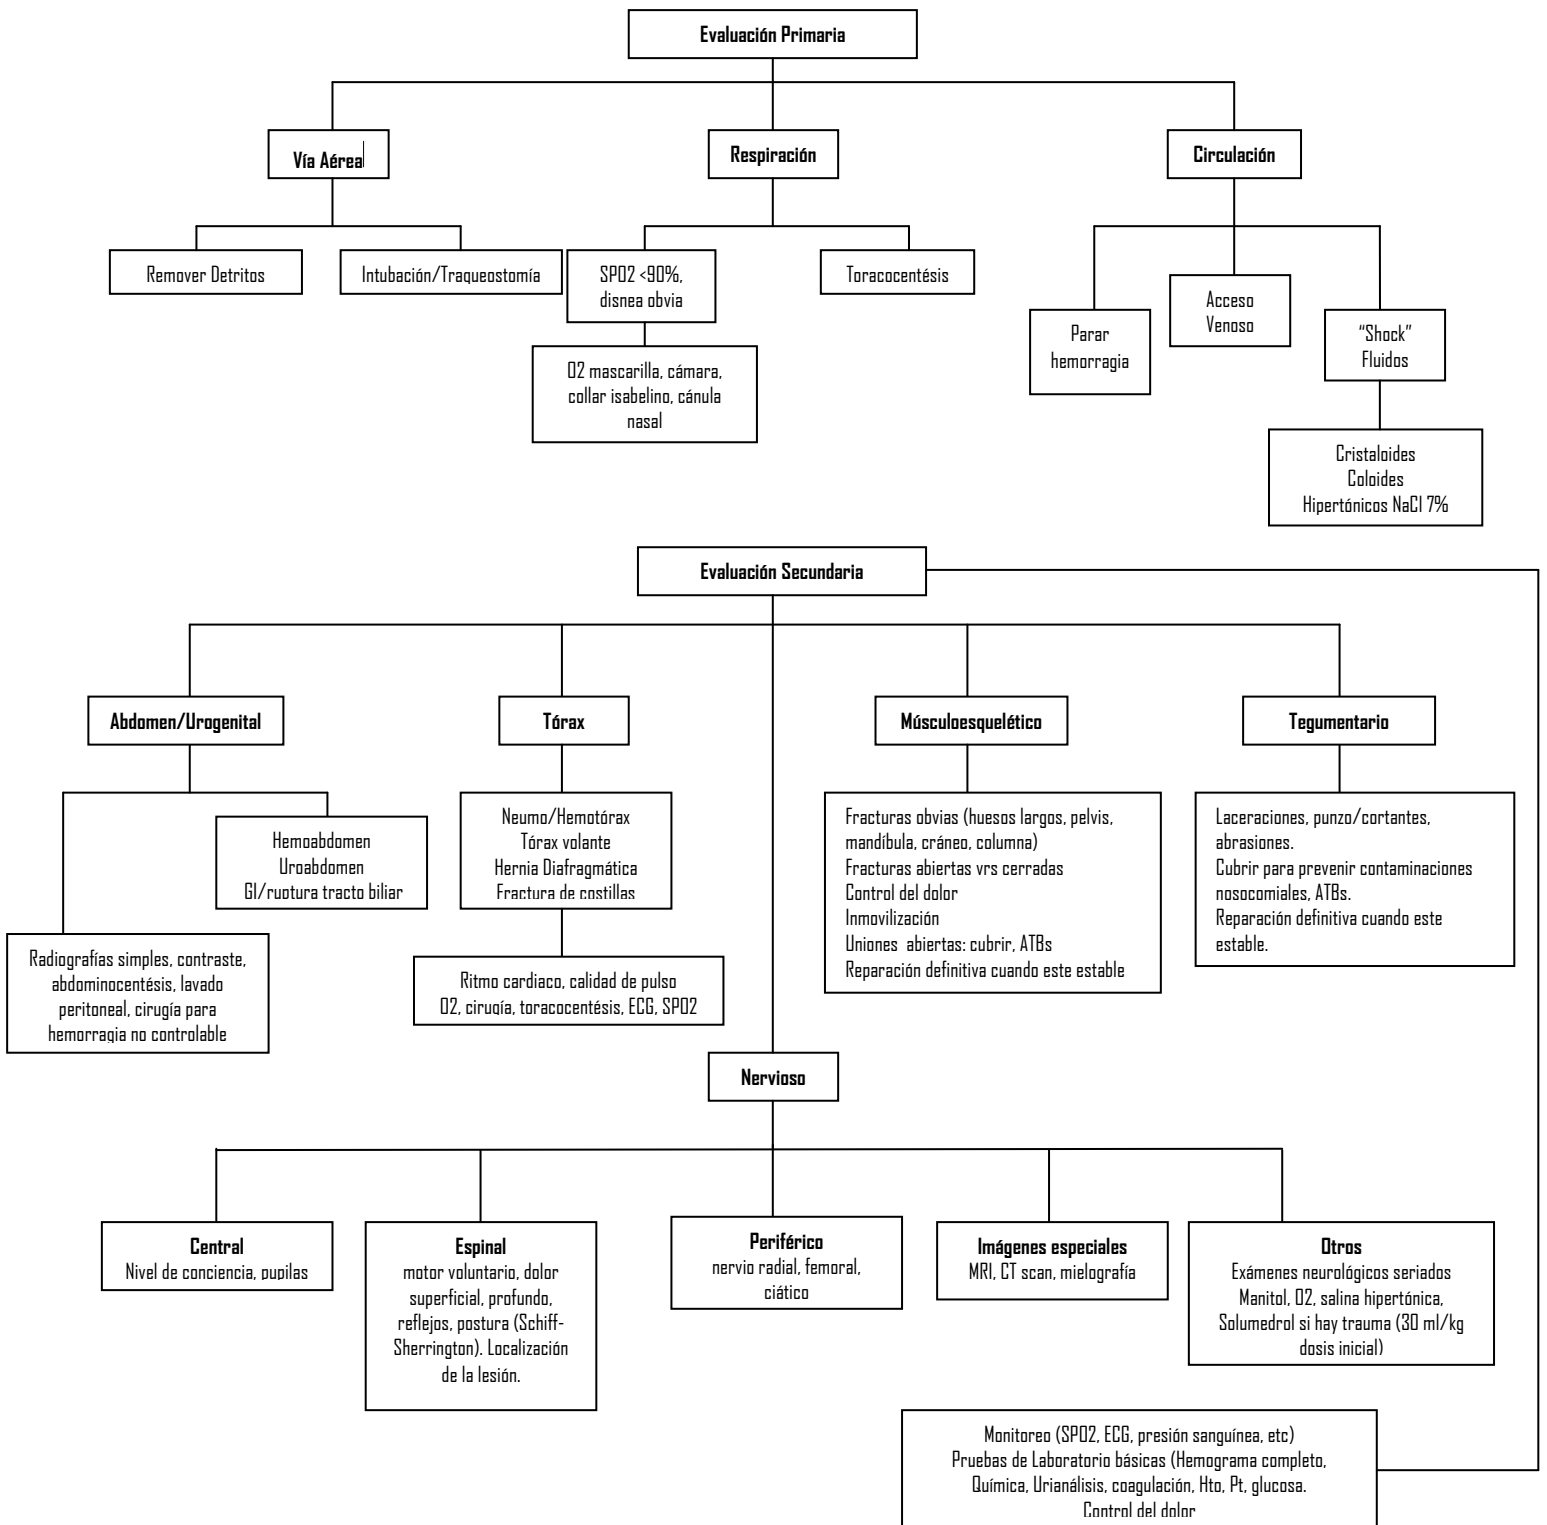 Evaluación Primaria
Vía Aérea
Respiración
Circulación
Remover Detritos
Intubación/Traqueostomía
SPO2 <90%,
disnea obvia
Toracocentésis
O2 mascarilla, cámara,
collar isabelino, cánula
nasal
Parar
hemorragia
Acceso
Venoso
“Shock”
Fluidos
Cristaloides
Coloides
Hipertónicos NaCl 7%
Evaluación Secundaria
Abdomen/Urogenital
Tórax
Músculoesquelético
Tegumentario
Hemoabdomen
Uroabdomen
GI/ruptura tracto biliar
Radiografías simples, contraste,
abdominocentésis, lavado
peritoneal, cirugía para
hemorragia no controlable
Neumo/Hemotórax
Tórax volante
Hernia Diafragmática
Fractura de costillas
Ritmo cardiaco, calidad de pulso
O2, cirugía, toracocentésis, ECG, SPO2
Fracturas obvias (huesos largos, pelvis,
mandíbula, cráneo, columna)
Fracturas abiertas vrs cerradas
Control del dolor
Inmovilización
Uniones abiertas: cubrir, ATBs
Reparación definitiva cuando este estable
Laceraciones, punzo/cortantes,
abrasiones.
Cubrir para prevenir contaminaciones
nosocomiales, ATBs.
Reparación definitiva cuando este
estable.
Nervioso
Central
Nivel de conciencia, pupilas
Espinal
motor voluntario, dolor
superficial, profundo,
reflejos, postura (Schiff-
Sherrington). Localización
de la lesión.
Periférico
nervio radial, femoral,
ciático
Imágenes especiales
MRI, CT scan, mielografía
Otros
Exámenes neurológicos seriados
Manitol, O2, salina hipertónica,
Solumedrol si hay trauma (30 ml/kg
dosis inicial)
Monitoreo (SPO2, ECG, presión sanguínea, etc)
Pruebas de Laboratorio básicas (Hemograma completo,
Química, Urianálisis, coagulación, Hto, Pt, glucosa.
Control del dolor